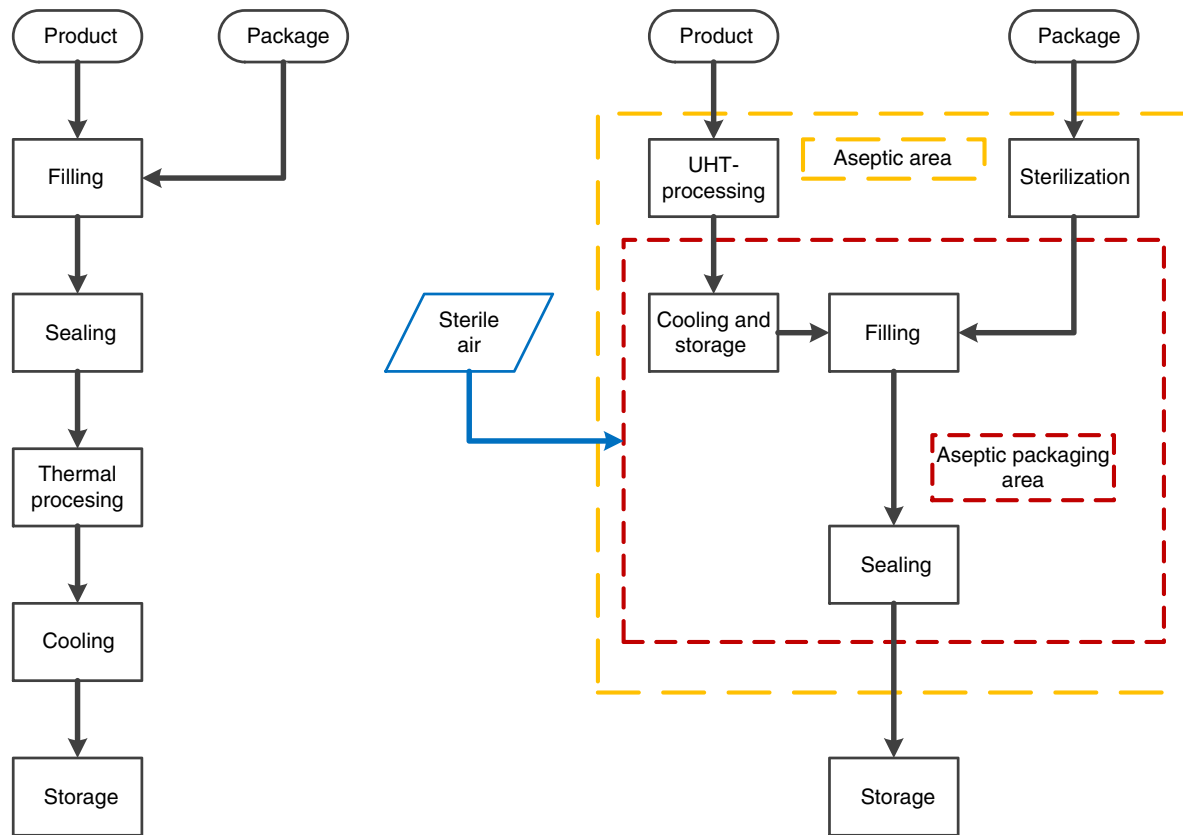 Product
Package
Filling
Sealing
Thermal
procesing
Cooling
Storage
Product
Package
UHT-
processing
Aseptic area
Sterilization
Sterile
air
Cooling and
storage
Filling
Aseptic packaging
area
Sealing
Storage